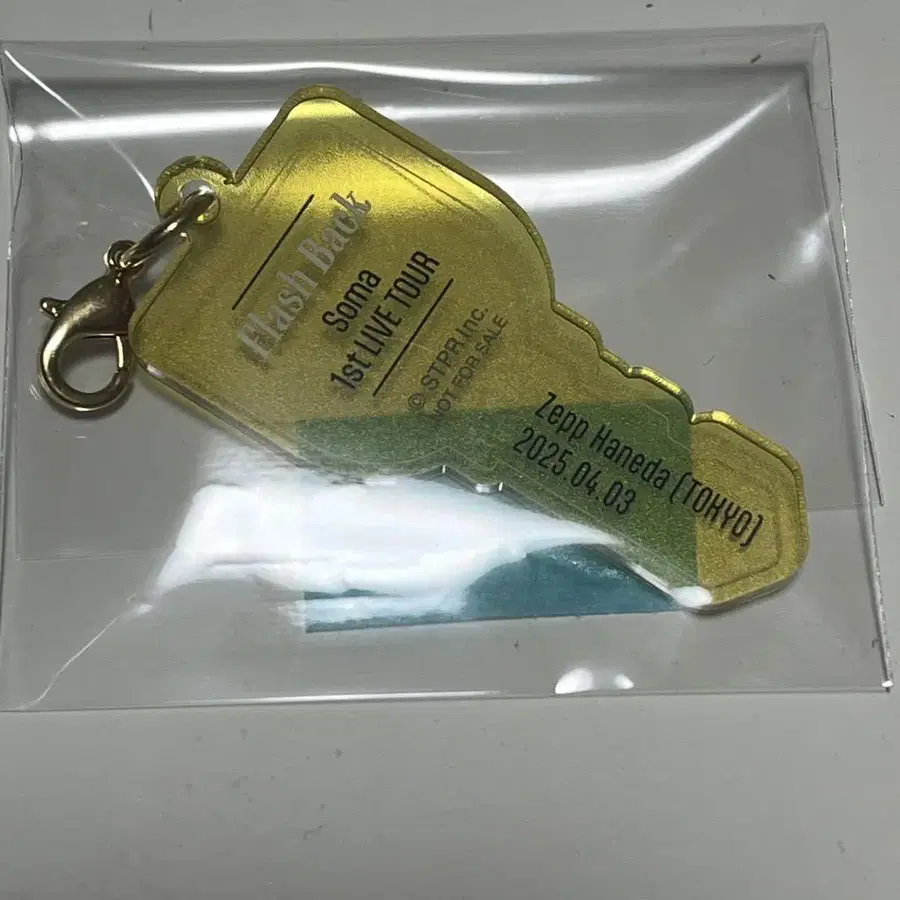 Flash Back
Soma
1st LIVE TOUR
© STPR Inc.
NOT FOR SALE
Zepp Haneda (TOKYO)
2025.04.03